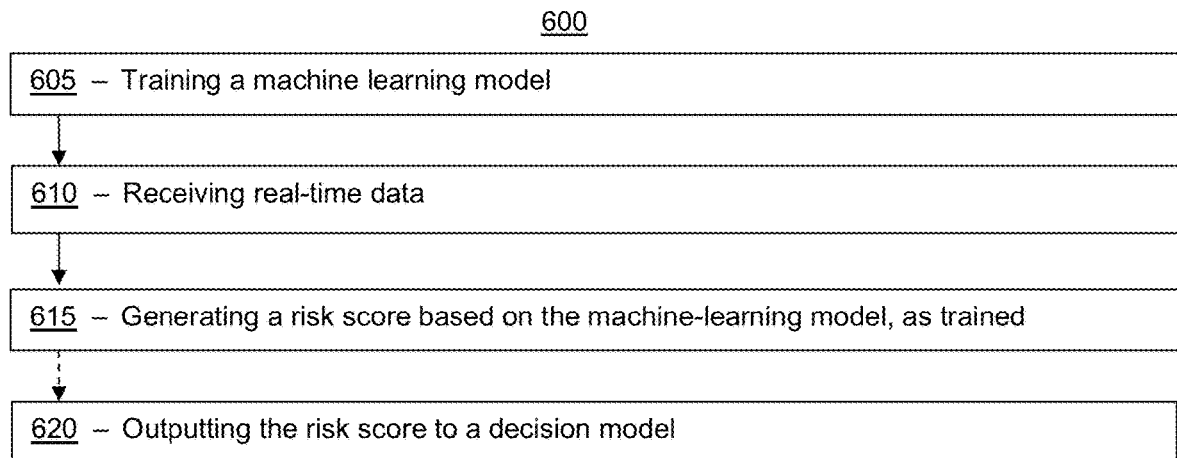 600
605 – Training a machine learning model
610 – Receiving real-time data
615 – Generating a risk score based on the machine-learning model, as trained
620 – Outputting the risk score to a decision model